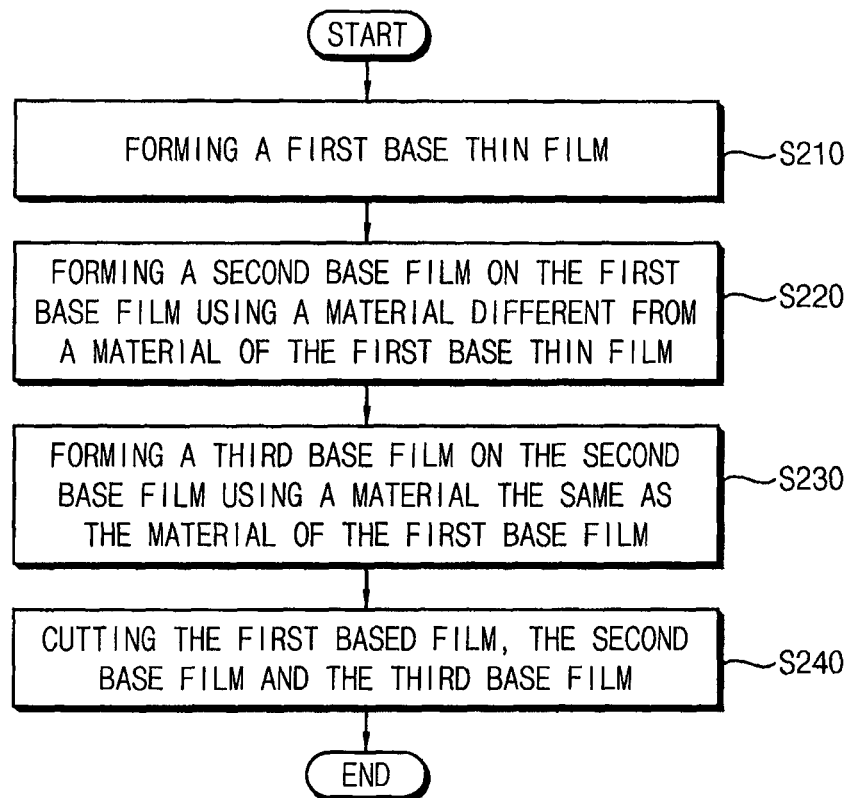 START
FORMING A FIRST BASE THIN FILM
S210
FORMING A SECOND BASE FILM ON THE FIRST
BASE FILM USING A MATERIAL DIFFERENT FROM
A MATERIAL OF THE FIRST BASE THIN FILM
S220
FORMING A THIRD BASE FILM ON THE SECOND
BASE FILM USING A MATERIAL THE SAME AS
THE MATERIAL OF THE FIRST BASE FILM
S230
CUTTING THE FIRST BASED FILM, THE SECOND
BASE FILM AND THE THIRD BASE FILM
S240
END